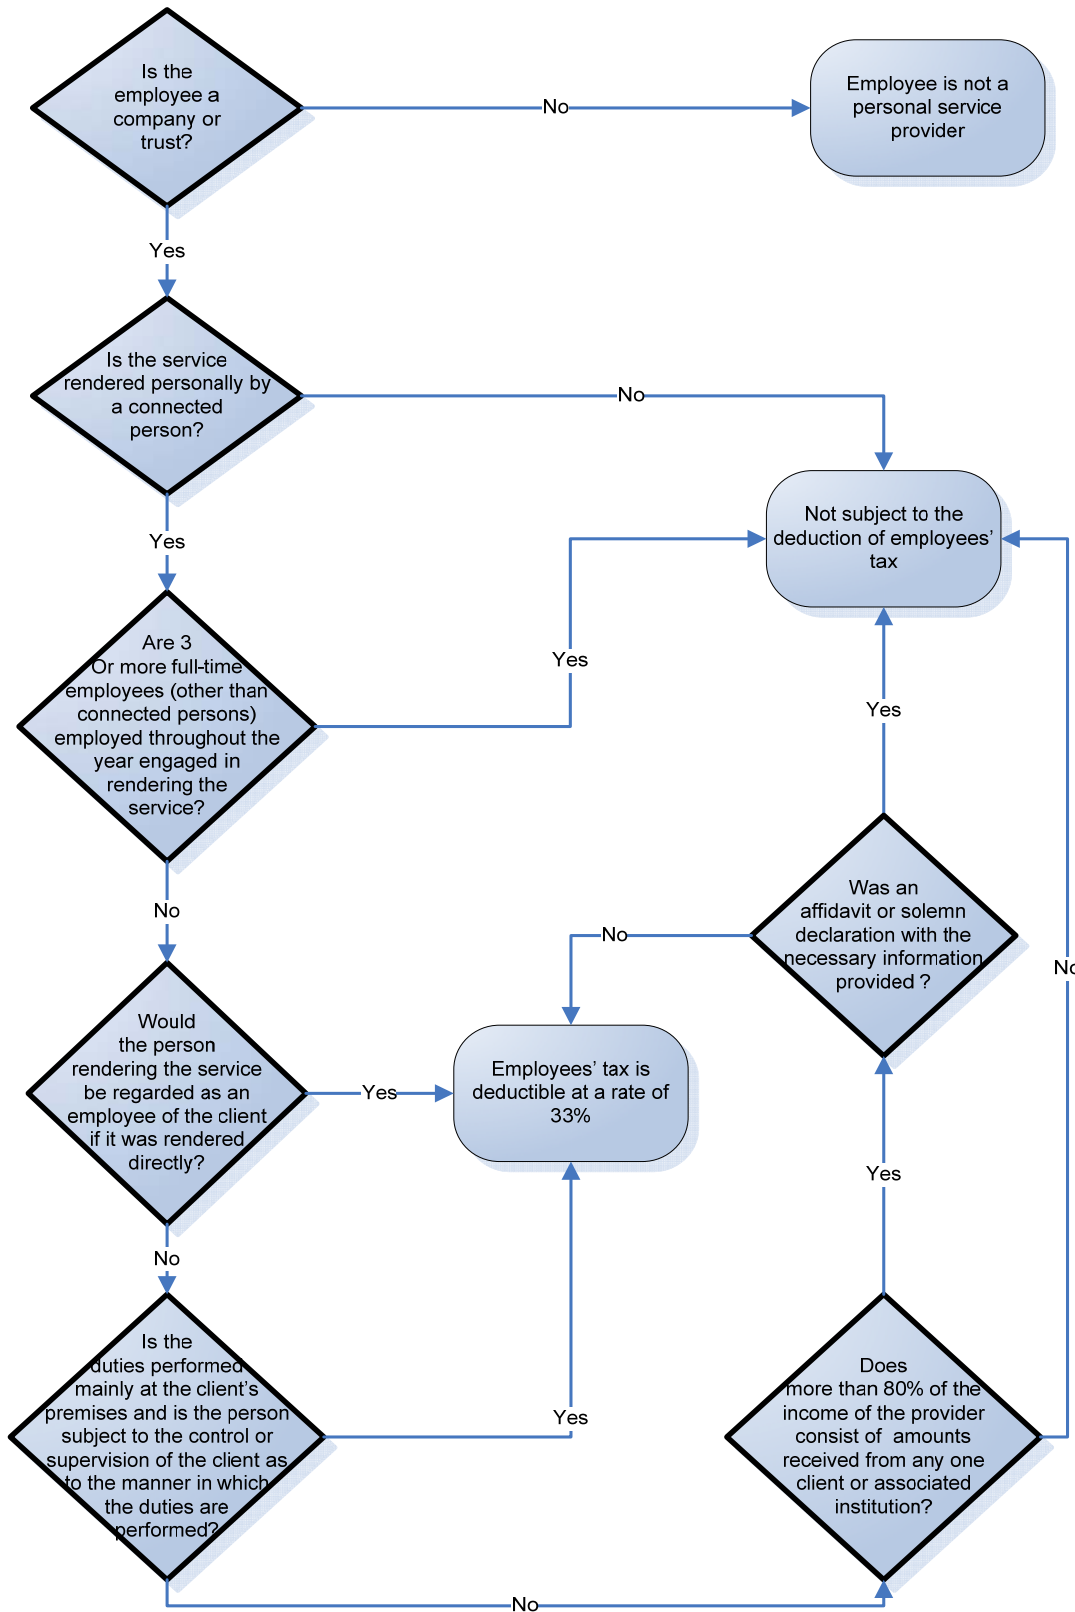 Is the
employee a
company or
trust?
No
Employee is not a
personal service
provider
Yes
Is the service
rendered personally by
a connected
person?
No
Not subject to the
deduction of employees’
tax
Yes
Are 3
Or more full-time
employees (other than
connected persons)
employed throughout the
year engaged in
rendering the
service?
Yes
Yes
No
Was an
affidavit or solemn
declaration with the
necessary information
provided ?
No
No
Would
the person
rendering the service
be regarded as an
employee of the client
if it was rendered
directly?
Yes
Employees’ tax is
deductible at a rate of
33%
Yes
No
Is the
duties performed
mainly at the client’s
premises and is the person
subject to the control or
supervision of the client as
to the manner in which
the duties are
performed?
Yes
Does
more than 80% of the
income of the provider
consist of  amounts
received from any one
client or associated
institution?
No